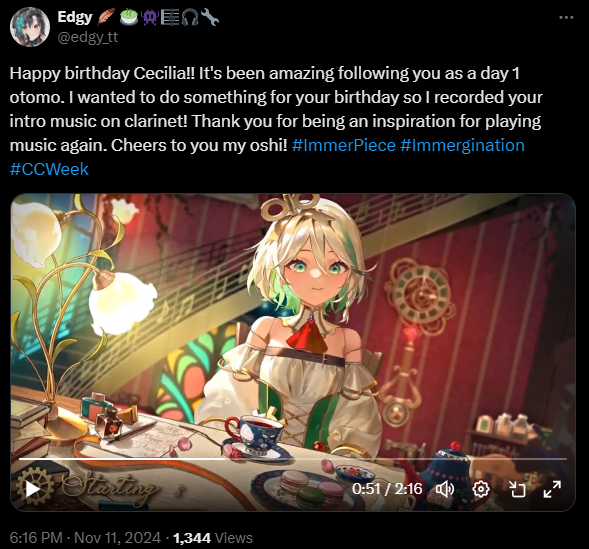 Edgy 🪶🍵👾🎼🎧🔧
@edgy_tt
Happy birthday Cecilia!! It's been amazing following you as a day 1
otomo. I wanted to do something for your birthday so I recorded your
intro music on clarinet! Thank you for being an inspiration for playing
music again. Cheers to you my oshi! #ImmerPiece #Immergination
#CCWeek
Starting
0:51 / 2:16
6:16 PM · Nov 11, 2024 · 1,344 Views